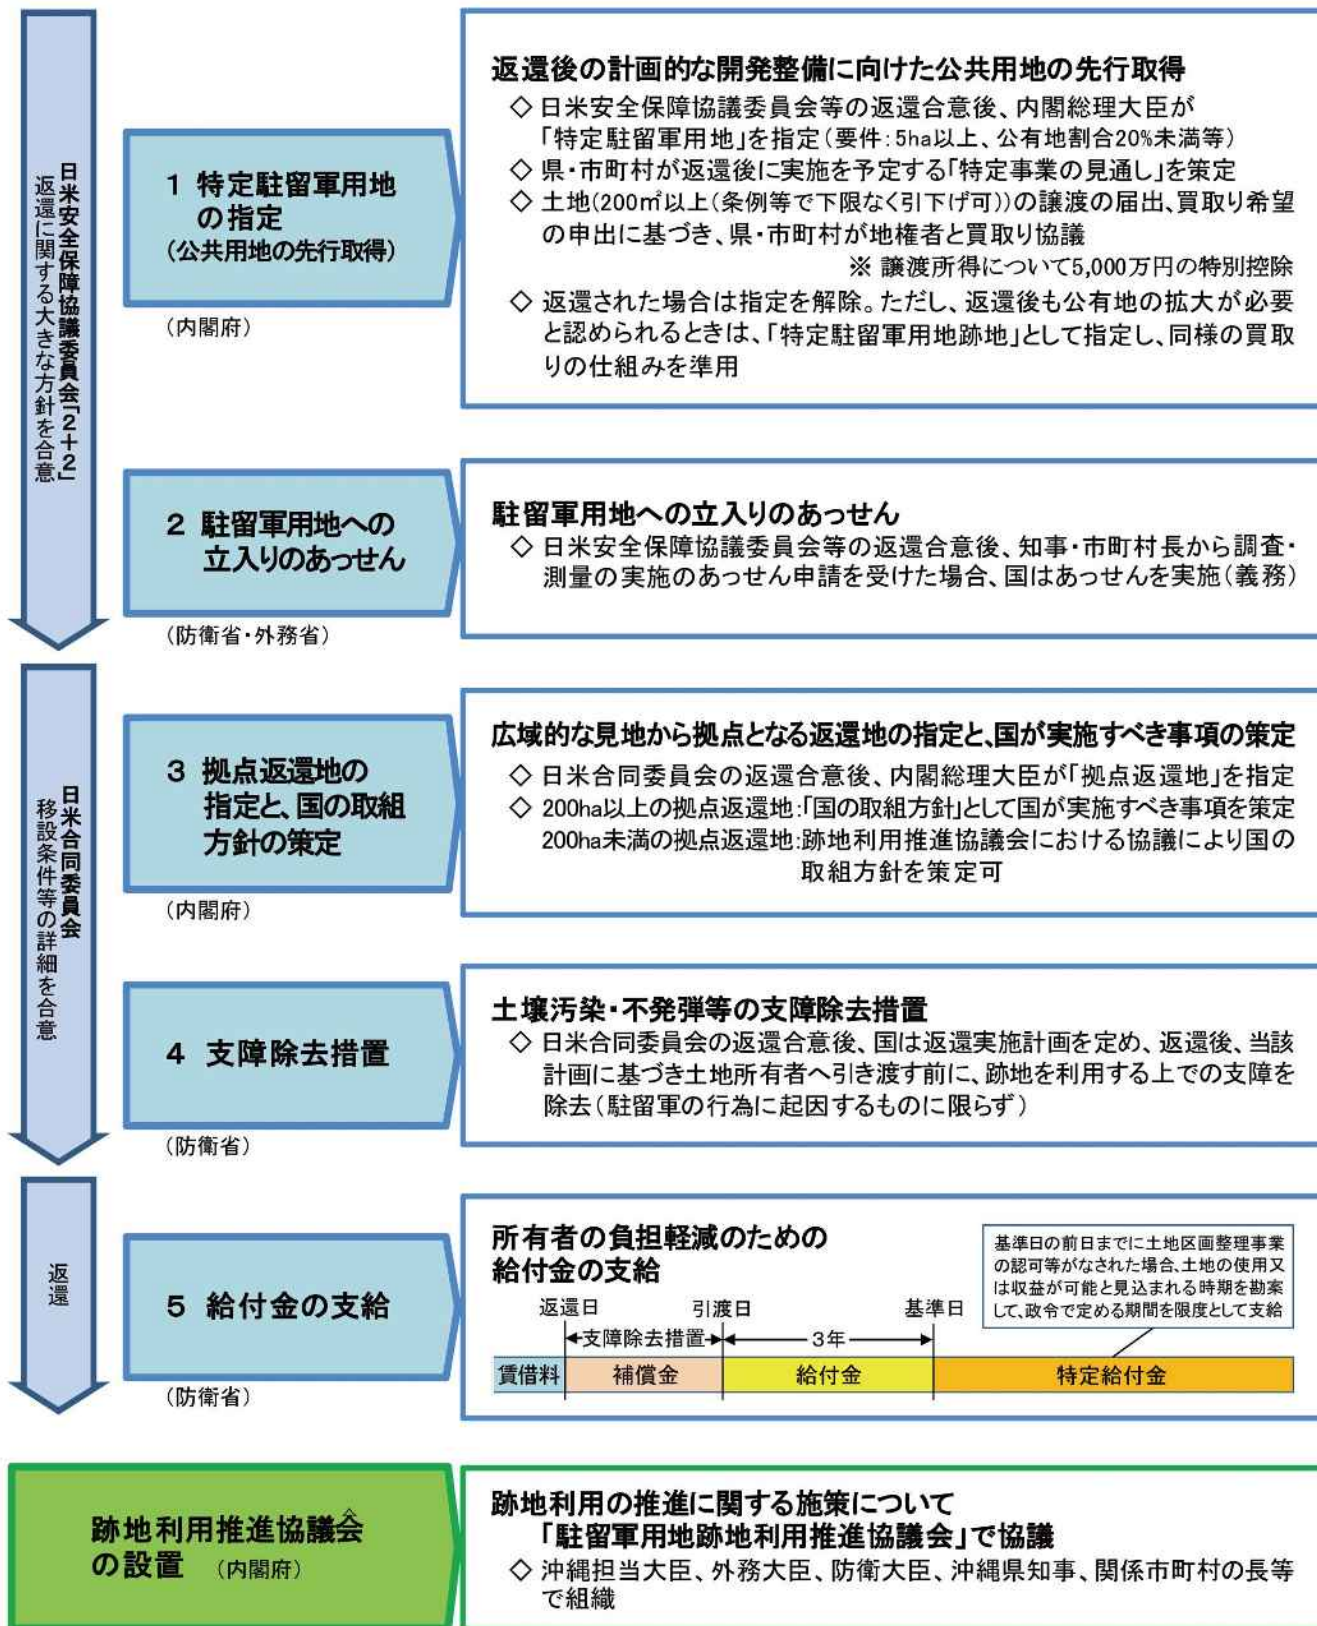 日米安全保障協議委員会「2＋2」
返還に関する大きな方針を合意
1 特定駐留軍用地
の指定
(公共用地の先行取得)
(内閣府)
返還後の計画的な開発整備に向けた公共用地の先行取得
◇ 日米安全保障協議委員会等の返還合意後、内閣総理大臣が
「特定駐留軍用地」を指定(要件:5ha以上、公有地割合20%未満等)
◇ 県・市町村が返還後に実施を予定する「特定事業の見通し」を策定
◇ 土地(200㎡以上(条例等で下限なく引下げ可))の譲渡の届出、買取り希望
の申出に基づき、県・市町村が地権者と買取り協議
※ 譲渡所得について5,000万円の特別控除
◇ 返還された場合は指定を解除。ただし、返還後も公有地の拡大が必要
と認められるときは、「特定駐留軍用地跡地」として指定し、同様の買取
りの仕組みを準用
2 駐留軍用地への
立入りのあっせん
(防衛省・外務省)
駐留軍用地への立入りのあっせん
◇ 日米安全保障協議委員会等の返還合意後、知事・市町村長から調査・
測量の実施のあっせん申請を受けた場合、国はあっせんを実施(義務)
日米合同委員会
移設条件等の詳細を合意
3 拠点返還地の
指定と、国の取組
方針の策定
(内閣府)
広域的な見地から拠点となる返還地の指定と、国が実施すべき事項の策定
◇ 日米合同委員会の返還合意後、内閣総理大臣が「拠点返還地」を指定
◇ 200ha以上の拠点返還地:「国の取組方針」として国が実施すべき事項を策定
200ha未満の拠点返還地:跡地利用推進協議会における協議により国の
取組方針を策定可
4 支障除去措置
(防衛省)
土壌汚染・不発弾等の支障除去措置
◇ 日米合同委員会の返還合意後、国は返還実施計画を定め、返還後、当該
計画に基づき土地所有者へ引き渡す前に、跡地を利用する上での支障を
除去(駐留軍の行為に起因するものに限らず)
返還
5 給付金の支給
(防衛省)
所有者の負担軽減のための
給付金の支給
基準日の前日までに土地区画整理事業
の認可等がなされた場合、土地の使用又
は収益が可能と見込まれる時期を勘案
して、政令で定める期間を限度として支給
返還日 引渡日 基準日
支障除去措置 3年
賃借料 補償金 給付金 特定給付金
跡地利用推進協議会
の設置 (内閣府)
跡地利用の推進に関する施策について
「駐留軍用地跡地利用推進協議会」で協議
◇ 沖縄担当大臣、外務大臣、防衛大臣、沖縄県知事、関係市町村の長等
で組織